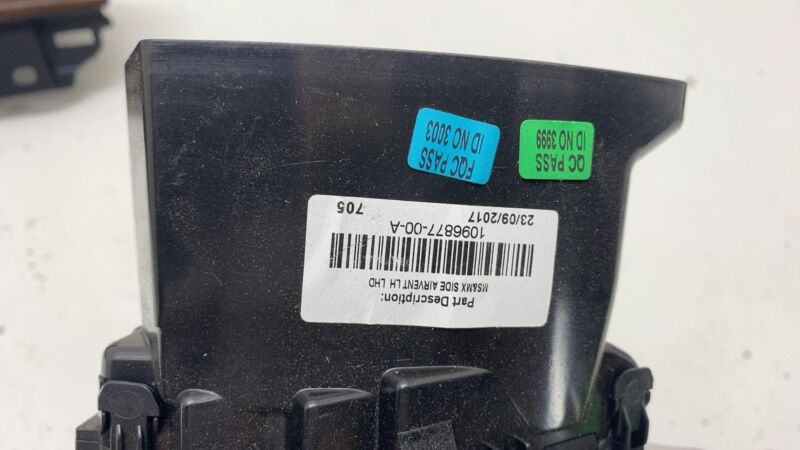 Part Description:
MS&MX SIDE AIRVENT LH LHD
1096877-00-A
23/09/2017 705
QC PASS
ID NO 3999
FQC PASS
ID NO 3003